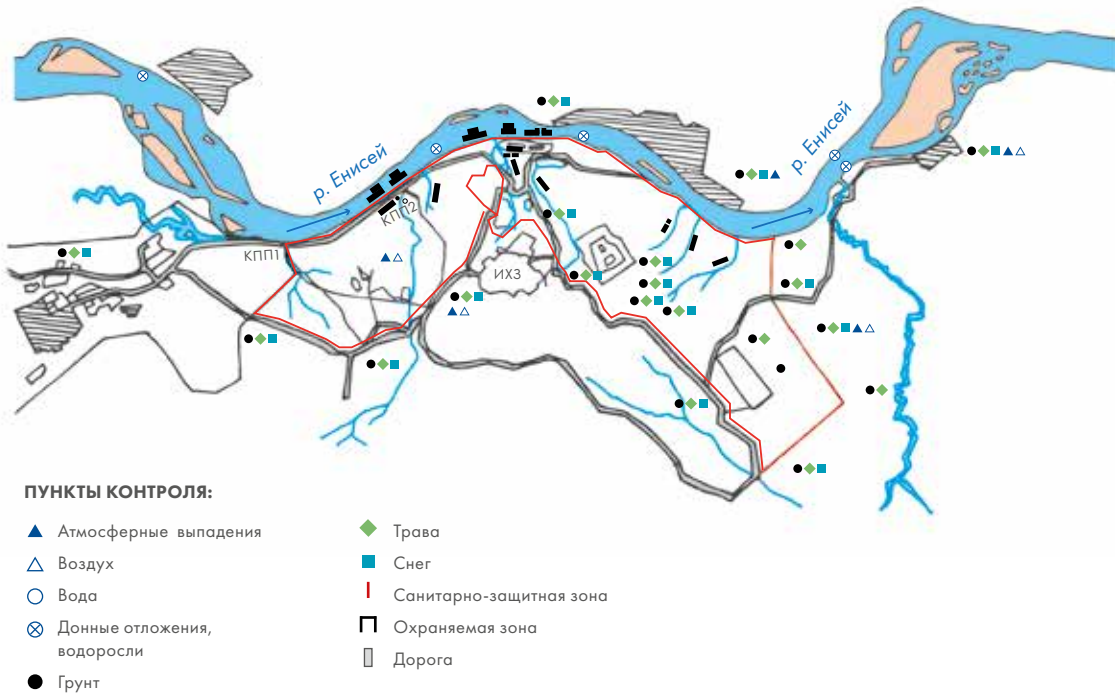 р. Енисей
р. Енисей
КПП2
КПП1
ИХЗ
ПУНКТЫ КОНТРОЛЯ:
Атмосферные выпадения
Воздух
Вода
Донные отложения,
водоросли
Грунт
Трава
Снег
Санитарно-защитная зона
Охраняемая зона
Дорога